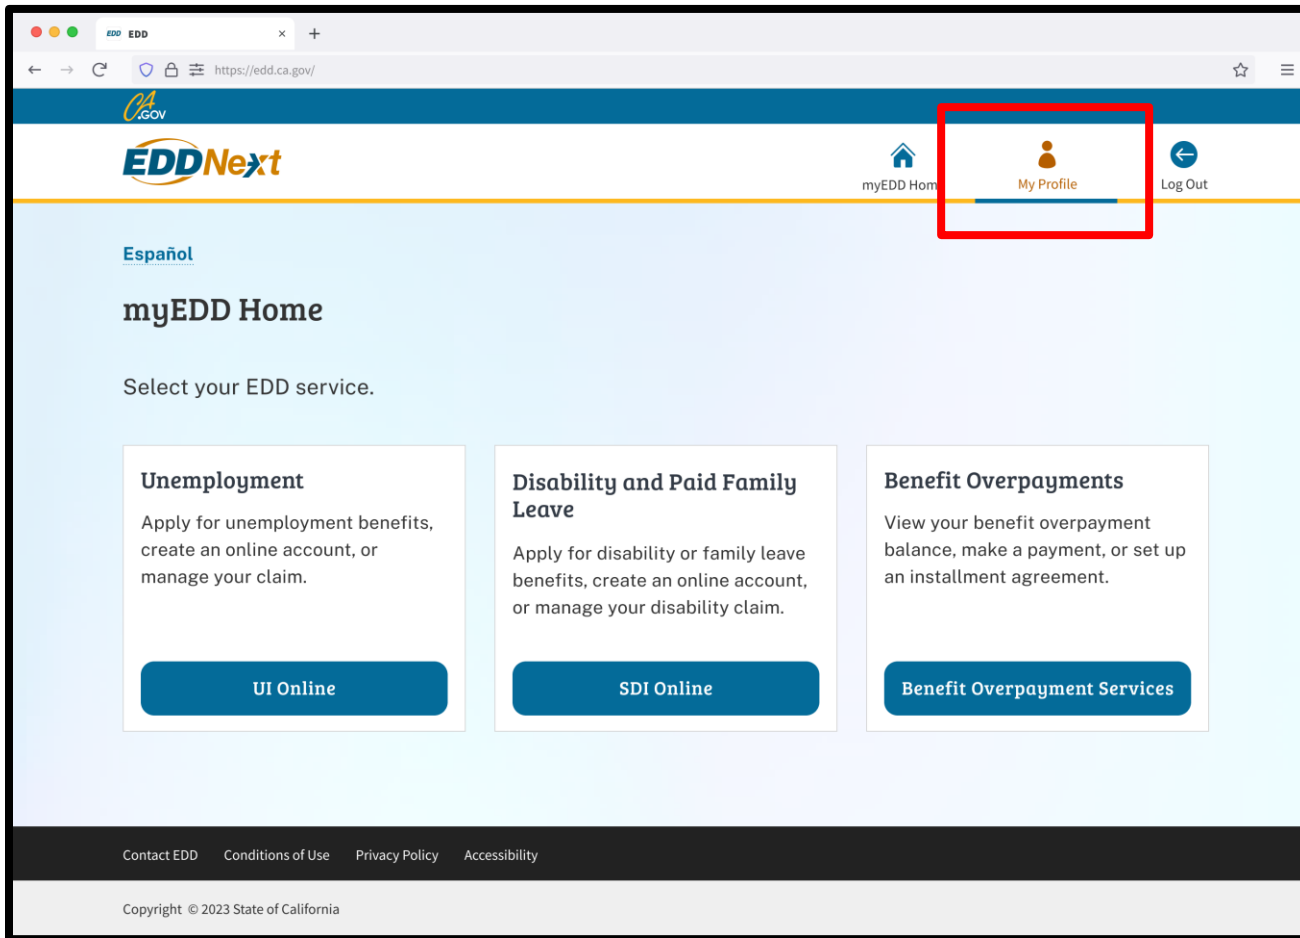 EDD EDD
https://edd.ca.gov/
CA.GOV
EDDNext
myEDD Hom
My Profile
Log Out
Español
myEDD Home
Select your EDD service.
Unemployment
Apply for unemployment benefits,
create an online account, or
manage your claim.
UI Online
Disability and Paid Family
Leave
Apply for disability or family leave
benefits, create an online account,
or manage your disability claim.
SDI Online
Benefit Overpayments
View your benefit overpayment
balance, make a payment, or set up
an installment agreement.
Benefit Overpayment Services
Contact EDD Conditions of Use Privacy Policy Accessibility
Copyright © 2023 State of California